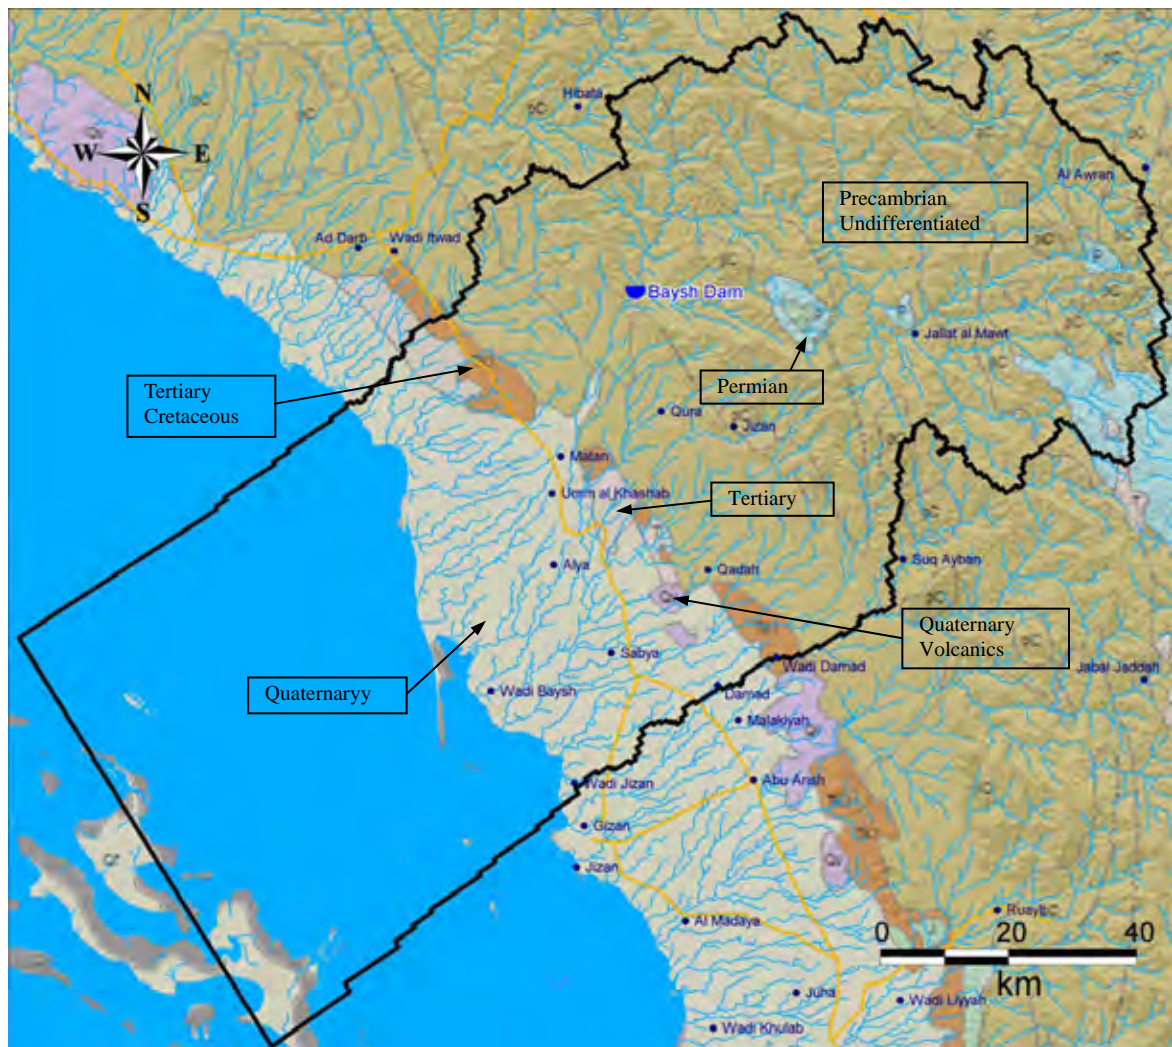 Hibata
N
W
E
S
Al Awran
Precambrian
Undifferentiated
Ad Darb
Wadi Itwad
Baysh Dam
P
Jallat al Mawt
Tertiary
Cretaceous
Permian
Qura
Jizan
Matan
Umm al Khashab
Tertiary
T
Alya
Qadah
Suq Ayban
Quaternary
Volcanics
Sabya
Wadi Damad
Jabal Jaddah
Quaternaryy
Wadi Baysh
Damad
Malakiyah
Wadi Jizan
Abu Arish
Gizan
Jizan
Qv
Ruayb
Al Madaya
0 20 40
km
Juha
Wadi Liyyah
Wadi Khulab